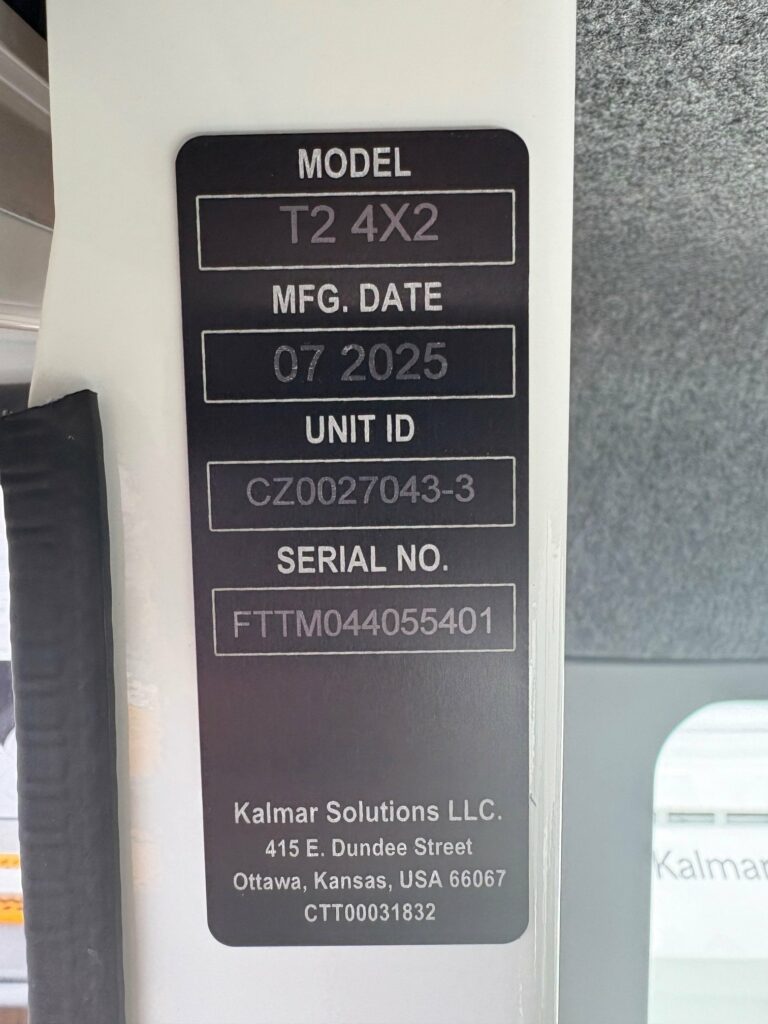 MODEL
T2 4X2
MFG. DATE
07 2025
UNIT ID
CZ0027043-3
SERIAL NO.
FTTM044055401
Kalmar Solutions LLC.
415 E. Dundee Street
Ottawa, Kansas, USA 66067
CTT00031832
Kalmar